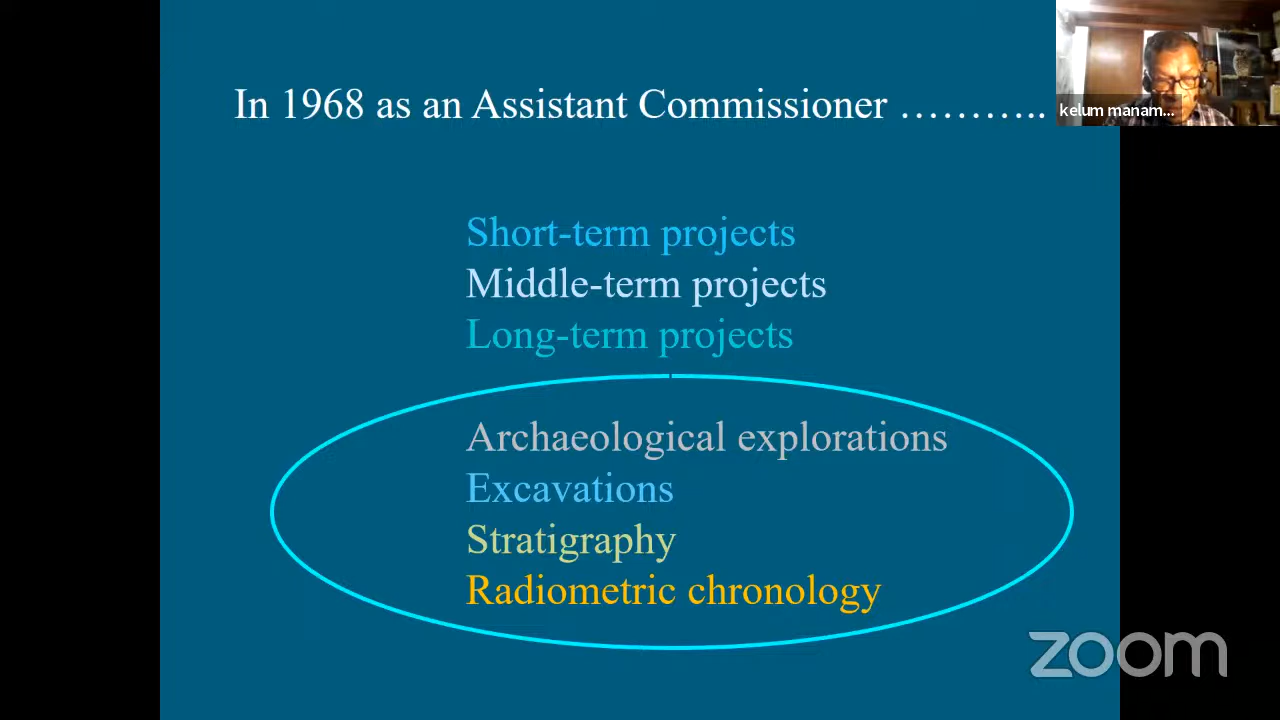 In 1968 as an Assistant Commissioner ………..
kelum manam...
Short-term projects
Middle-term projects
Long-term projects
Archaeological explorations
Excavations
Stratigraphy
Radiometric chronology
zoom